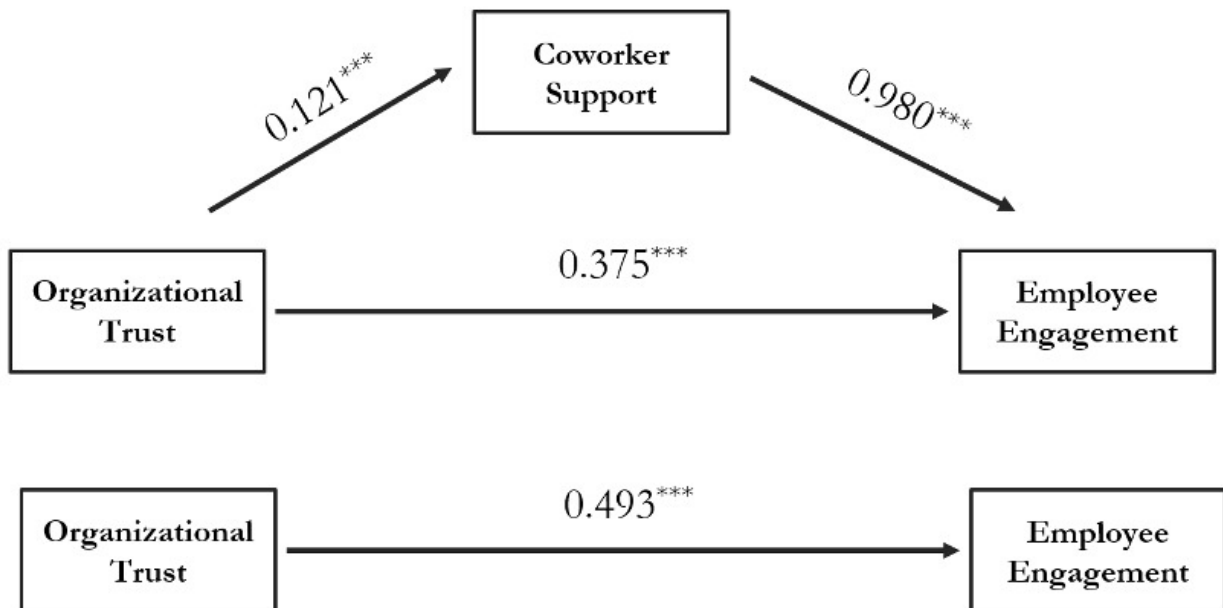 Coworker
Support
0.121***
0.980***
0.375***
Organizational
Trust
Employee
Engagement
0.493***
Organizational
Trust
Employee
Engagement